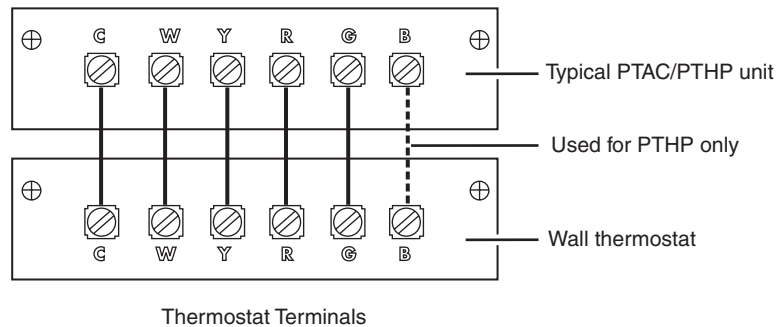 C W Y R G B
Typical PTAC/PTHP unit
Used for PTHP only
Wall thermostat
C W Y R G B
Thermostat Terminals